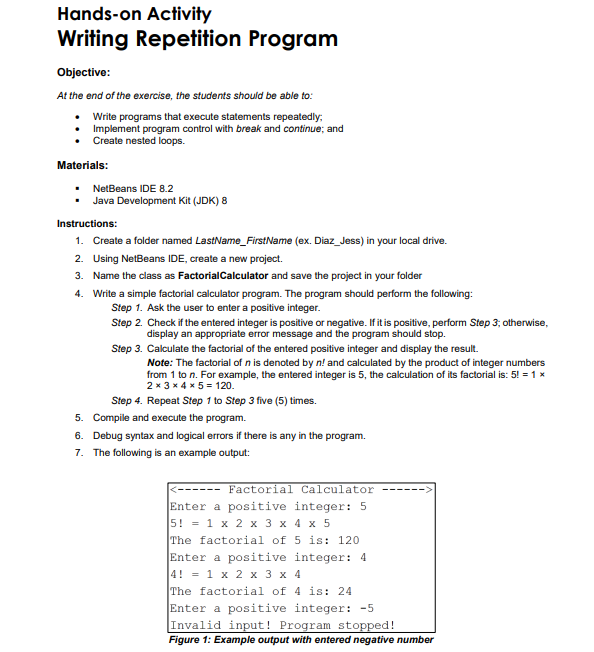 Hands-on Activity
Writing Repetition Program
Objective:
At the end of the exercise, the students should be able to:
• Write programs that execute statements repeatedly;
• Implement program control with break and continue; and
• Create nested loops.
Materials:
▪ NetBeans IDE 8.2
▪ Java Development Kit (JDK) 8
Instructions:
1. Create a folder named LastName_FirstName (ex. Diaz_Jess) in your local drive.
2. Using NetBeans IDE, create a new project.
3. Name the class as FactorialCalculator and save the project in your folder
4. Write a simple factorial calculator program. The program should perform the following:
Step 1. Ask the user to enter a positive integer.
Step 2. Check if the entered integer is positive or negative. If it is positive, perform Step 3; otherwise,
display an appropriate error message and the program should stop.
Step 3. Calculate the factorial of the entered positive integer and display the result.
Note: The factorial of n is denoted by n! and calculated by the product of integer numbers
from 1 to n. For example, the entered integer is 5, the calculation of its factorial is: 5! = 1 ×
2 × 3 × 4 × 5 = 120.
Step 4. Repeat Step 1 to Step 3 five (5) times.
5. Compile and execute the program.
6. Debug syntax and logical errors if there is any in the program.
7. The following is an example output:
<------ Factorial Calculator ------>
Enter a positive integer: 5
5! = 1 x 2 x 3 x 4 x 5
The factorial of 5 is: 120
Enter a positive integer: 4
4! = 1 x 2 x 3 x 4
The factorial of 4 is: 24
Enter a positive integer: -5
Invalid input! Program stopped!
Figure 1: Example output with entered negative number